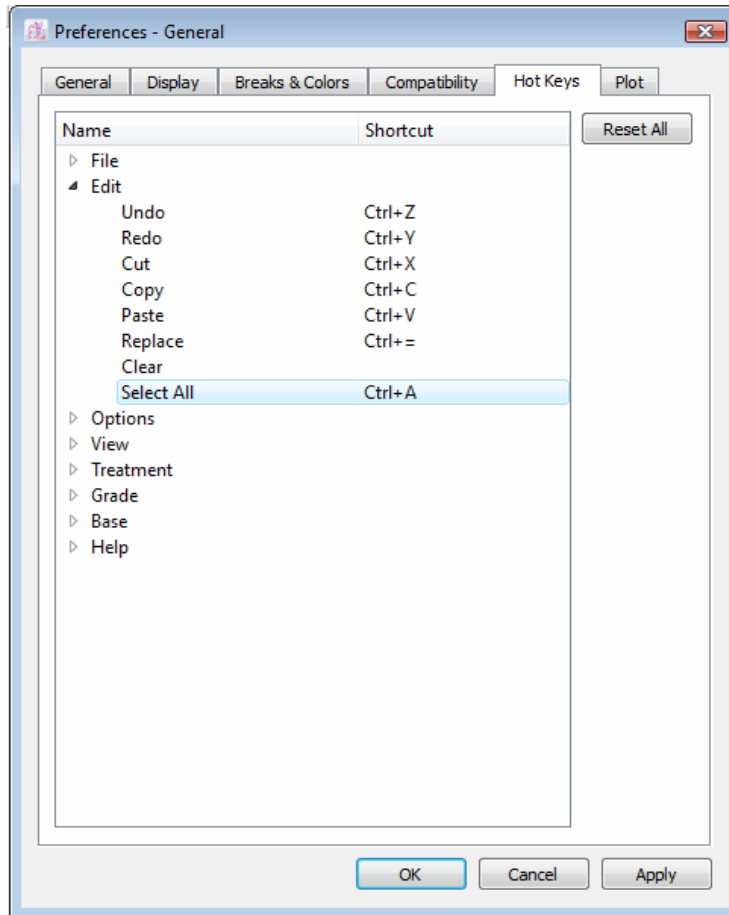 Preferences - General
General Display Breaks & Colors Compatibility Hot Keys Plot
Name Shortcut Reset All
File
Edit
Undo Ctrl+Z
Redo Ctrl+Y
Cut Ctrl+X
Copy Ctrl+C
Paste Ctrl+V
Replace Ctrl+=
Clear
Select All Ctrl+A
Options
View
Treatment
Grade
Base
Help
OK Cancel Apply